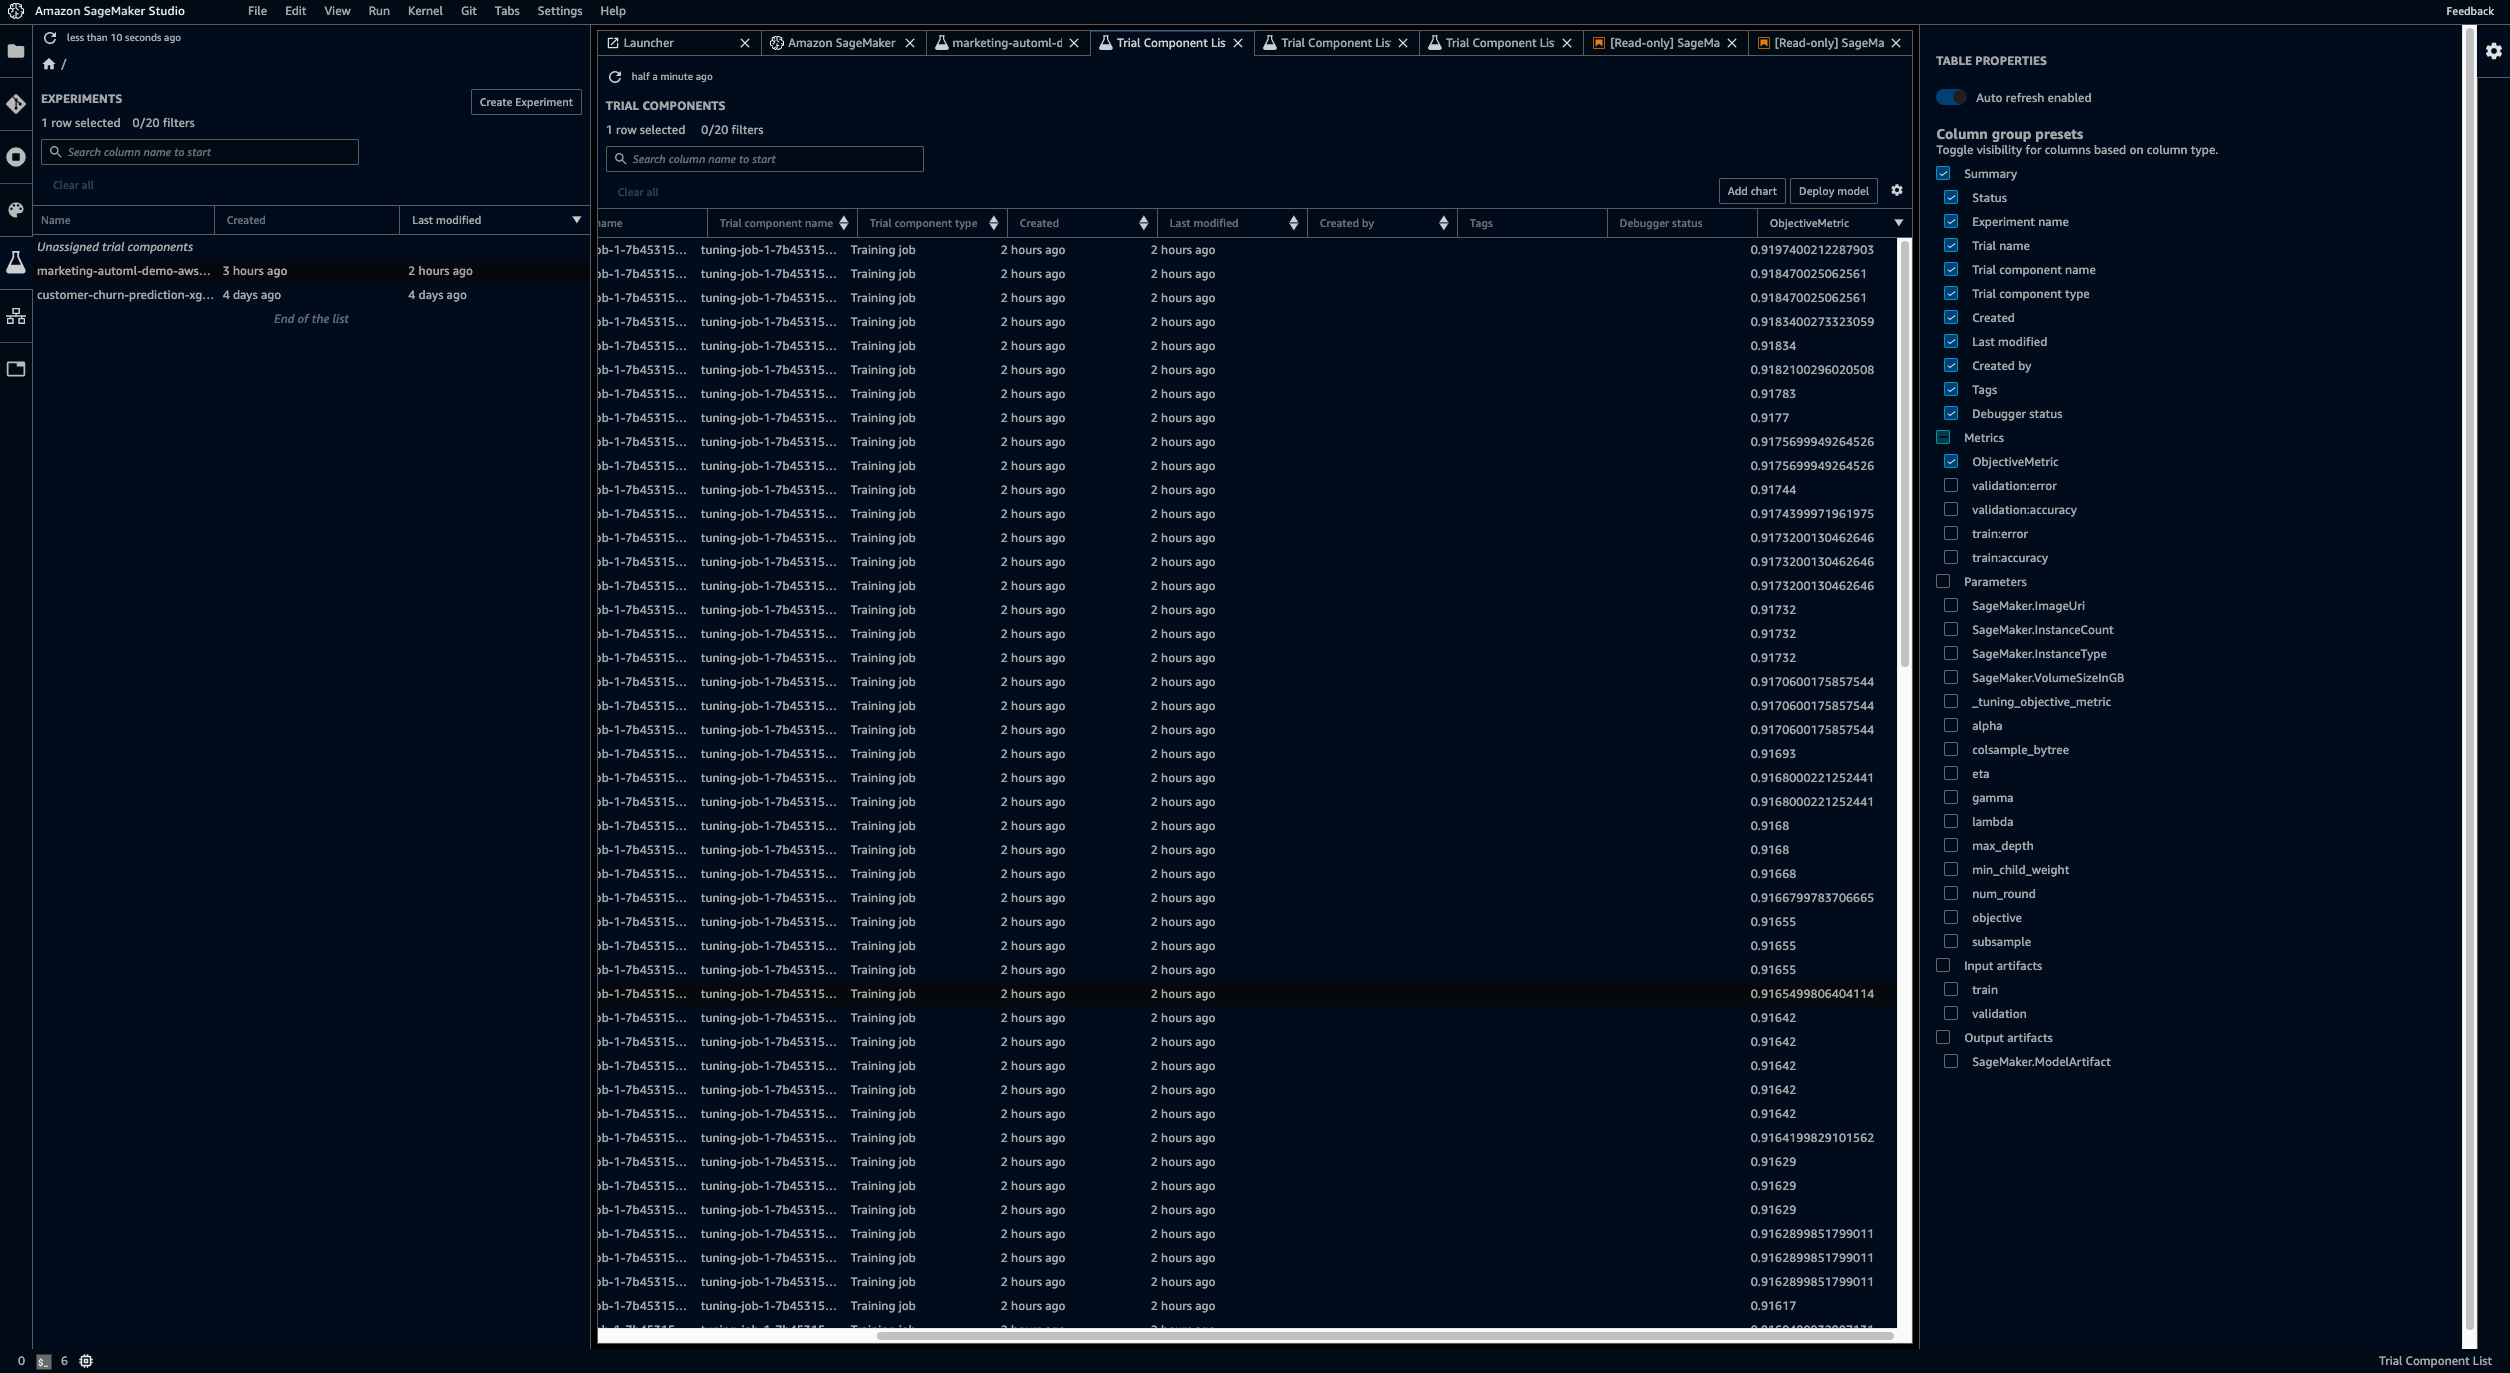 Amazon SageMaker Studio File Edit View Run Kernel Git Tabs Settings Help Feedback
less than 10 seconds ago
/
EXPERIMENTS
Create Experiment
1 row selected 0/20 filters
Search column name to start
Clear all
Name Created Last modified
Unassigned trial components
marketing-automl-demo-aws... 3 hours ago 2 hours ago
customer-churn-prediction-xg... 4 days ago 4 days ago
End of the list
Launcher Amazon SageMaker marketing-automl-d Trial Component Lis Trial Component Lis Trial Component Lis [Read-only] SageMa [Read-only] SageMa
half a minute ago
TRIAL COMPONENTS
1 row selected 0/20 filters
Search column name to start
Clear all
Add chart Deploy model
name Trial component name Trial component type Created Last modified Created by Tags Debugger status ObjectiveMetric
ob-1-7b45315... tuning-job-1-7b45315... Training job 2 hours ago 2 hours ago 0.9197400212287903
ob-1-7b45315... tuning-job-1-7b45315... Training job 2 hours ago 2 hours ago 0.918470025062561
ob-1-7b45315... tuning-job-1-7b45315... Training job 2 hours ago 2 hours ago 0.918470025062561
ob-1-7b45315... tuning-job-1-7b45315... Training job 2 hours ago 2 hours ago 0.9183400273323059
ob-1-7b45315... tuning-job-1-7b45315... Training job 2 hours ago 2 hours ago 0.91834
ob-1-7b45315... tuning-job-1-7b45315... Training job 2 hours ago 2 hours ago 0.9182100296020508
ob-1-7b45315... tuning-job-1-7b45315... Training job 2 hours ago 2 hours ago 0.91783
ob-1-7b45315... tuning-job-1-7b45315... Training job 2 hours ago 2 hours ago 0.9177
ob-1-7b45315... tuning-job-1-7b45315... Training job 2 hours ago 2 hours ago 0.9175699949264526
ob-1-7b45315... tuning-job-1-7b45315... Training job 2 hours ago 2 hours ago 0.9175699949264526
ob-1-7b45315... tuning-job-1-7b45315... Training job 2 hours ago 2 hours ago 0.91744
ob-1-7b45315... tuning-job-1-7b45315... Training job 2 hours ago 2 hours ago 0.9174399971961975
ob-1-7b45315... tuning-job-1-7b45315... Training job 2 hours ago 2 hours ago 0.9173200130462646
ob-1-7b45315... tuning-job-1-7b45315... Training job 2 hours ago 2 hours ago 0.9173200130462646
ob-1-7b45315... tuning-job-1-7b45315... Training job 2 hours ago 2 hours ago 0.9173200130462646
ob-1-7b45315... tuning-job-1-7b45315... Training job 2 hours ago 2 hours ago 0.91732
ob-1-7b45315... tuning-job-1-7b45315... Training job 2 hours ago 2 hours ago 0.91732
ob-1-7b45315... tuning-job-1-7b45315... Training job 2 hours ago 2 hours ago 0.91732
ob-1-7b45315... tuning-job-1-7b45315... Training job 2 hours ago 2 hours ago 0.9170600175857544
ob-1-7b45315... tuning-job-1-7b45315... Training job 2 hours ago 2 hours ago 0.9170600175857544
ob-1-7b45315... tuning-job-1-7b45315... Training job 2 hours ago 2 hours ago 0.9170600175857544
ob-1-7b45315... tuning-job-1-7b45315... Training job 2 hours ago 2 hours ago 0.91693
ob-1-7b45315... tuning-job-1-7b45315... Training job 2 hours ago 2 hours ago 0.9168000221252441
ob-1-7b45315... tuning-job-1-7b45315... Training job 2 hours ago 2 hours ago 0.9168000221252441
ob-1-7b45315... tuning-job-1-7b45315... Training job 2 hours ago 2 hours ago 0.9168
ob-1-7b45315... tuning-job-1-7b45315... Training job 2 hours ago 2 hours ago 0.9168
ob-1-7b45315... tuning-job-1-7b45315... Training job 2 hours ago 2 hours ago 0.91668
ob-1-7b45315... tuning-job-1-7b45315... Training job 2 hours ago 2 hours ago 0.9166799783706665
ob-1-7b45315... tuning-job-1-7b45315... Training job 2 hours ago 2 hours ago 0.91655
ob-1-7b45315... tuning-job-1-7b45315... Training job 2 hours ago 2 hours ago 0.91655
ob-1-7b45315... tuning-job-1-7b45315... Training job 2 hours ago 2 hours ago 0.91655
ob-1-7b45315... tuning-job-1-7b45315... Training job 2 hours ago 2 hours ago 0.9165499806404114
ob-1-7b45315... tuning-job-1-7b45315... Training job 2 hours ago 2 hours ago 0.91642
ob-1-7b45315... tuning-job-1-7b45315... Training job 2 hours ago 2 hours ago 0.91642
ob-1-7b45315... tuning-job-1-7b45315... Training job 2 hours ago 2 hours ago 0.91642
ob-1-7b45315... tuning-job-1-7b45315... Training job 2 hours ago 2 hours ago 0.91642
ob-1-7b45315... tuning-job-1-7b45315... Training job 2 hours ago 2 hours ago 0.91642
ob-1-7b45315... tuning-job-1-7b45315... Training job 2 hours ago 2 hours ago 0.9164199829101562
ob-1-7b45315... tuning-job-1-7b45315... Training job 2 hours ago 2 hours ago 0.91629
ob-1-7b45315... tuning-job-1-7b45315... Training job 2 hours ago 2 hours ago 0.91629
ob-1-7b45315... tuning-job-1-7b45315... Training job 2 hours ago 2 hours ago 0.91629
ob-1-7b45315... tuning-job-1-7b45315... Training job 2 hours ago 2 hours ago 0.9162899851799011
ob-1-7b45315... tuning-job-1-7b45315... Training job 2 hours ago 2 hours ago 0.9162899851799011
ob-1-7b45315... tuning-job-1-7b45315... Training job 2 hours ago 2 hours ago 0.9162899851799011
ob-1-7b45315... tuning-job-1-7b45315... Training job 2 hours ago 2 hours ago 0.91617
TABLE PROPERTIES
Auto refresh enabled
Column group presets
Toggle visibility for columns based on column type.
Summary
Status
Experiment name
Trial name
Trial component name
Trial component type
Created
Last modified
Created by
Tags
Debugger status
Metrics
ObjectiveMetric
validation:error
validation:accuracy
train:error
train:accuracy
Parameters
SageMaker.ImageUri
SageMaker.InstanceCount
SageMaker.InstanceType
SageMaker.VolumeSizeInGB
_tuning_objective_metric
alpha
colsample_bytree
eta
gamma
lambda
max_depth
min_child_weight
num_round
objective
subsample
Input artifacts
train
validation
Output artifacts
SageMaker.ModelArtifact
0 $_ 6 Trial Component List